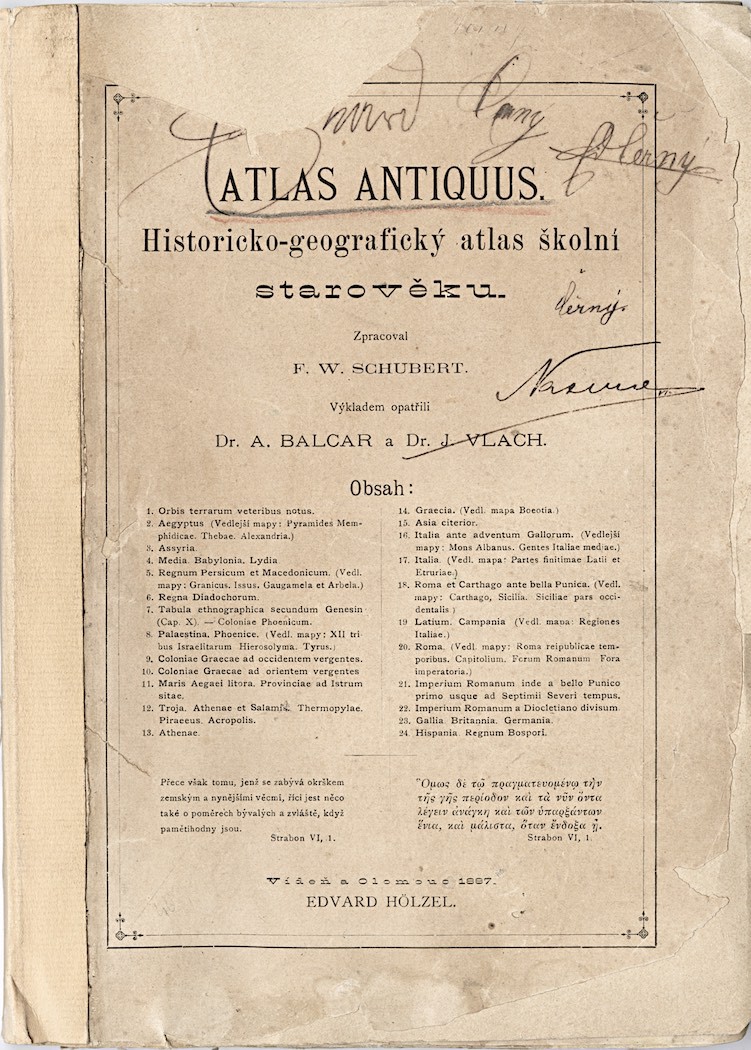 Černý
ATLAS ANTIQUUS.
Historicko-geografický atlas školní
starověku.
černý.
Zpracoval
F. W. SCHUBERT.
Výkladem opatřili
Dr. A. BALCAR a Dr. J. VLACH.
Obsah:
1. Orbis terrarum veteribus notus.
2. Aegyptus (Vedlejší mapy: Pyramides Mem-
phidicae. Thebae. Alexandria.)
3. Assyria.
4. Media. Babylonia. Lydia
5. Regnum Persicum et Macedonicum. (Vedl.
mapy: Granicus. Issus. Gaugamela et Arbela.)
6. Regna Diadochorum.
7. Tabula ethnographica secundum Genesin
(Cap. X). — Coloniae Phoenicum.
8. Palaestina. Phoenice. (Vedl. mapy: XII tri
bus Israelitarum Hierosolyma. Tyrus.)
9. Coloniae Graecae ad occidentem vergentes.
10. Coloniae Graecae ad orientem vergentes
11. Maris Aegaei litora. Provinciae ad Istrum
sitae.
12. Troja. Athenae et Salamis. Thermopylae.
Piraeeus. Acropolis.
13. Athenae.
14. Graecia. (Vedl. mapa Boeotia.)
15. Asia citerior.
16. Italia ante adventum Gallorum. (Vedlejší
mapy: Mons Albanus. Gentes Italiae mediae.)
17. Italia. (Vedl. mapa: Partes finitimae Latii et
Etruriae.)
18. Roma et Carthago ante bella Punica. (Vedl.
mapy: Carthago, Sicilia. Siciliae pars occi-
dentalis)
19 Latium. Campania (Vedl. mapa: Regiones
Italiae.)
20. Roma. (Vedl. mapy: Roma reipublicae tem-
poribus. Capitolium. Forum Romanum Fora
imperatoria.)
21. Imperium Romanum inde a bello Punico
primo usque ad Septimii Severi tempus.
22. Imperium Romanum a Diocletiano divisum
23. Gallia. Britannia. Germania.
24. Hispania. Regnum Bospori.
Přece však tomu, jenž se zabývá okrškem
zemským a nynějšími věcmi, říci jest něco
také o poměrech bývalých a zvláště, když
pamětihodny jsou.
Strabon VI, 1.
Ὅμως δὲ τῷ πραγματευομένῳ τὴν
τῆς γῆς περίοδον καὶ τὰ νῦν ὄντα
λέγειν ἀνάγκη καὶ τῶν ὑπαρξάντων
ἔνια, καὶ μάλιστα, ὅταν ἔνδοξα ᾖ.
Strabon VI, 1.
Vídeň a Olomouc 1887.
EDVARD HÖLZEL.